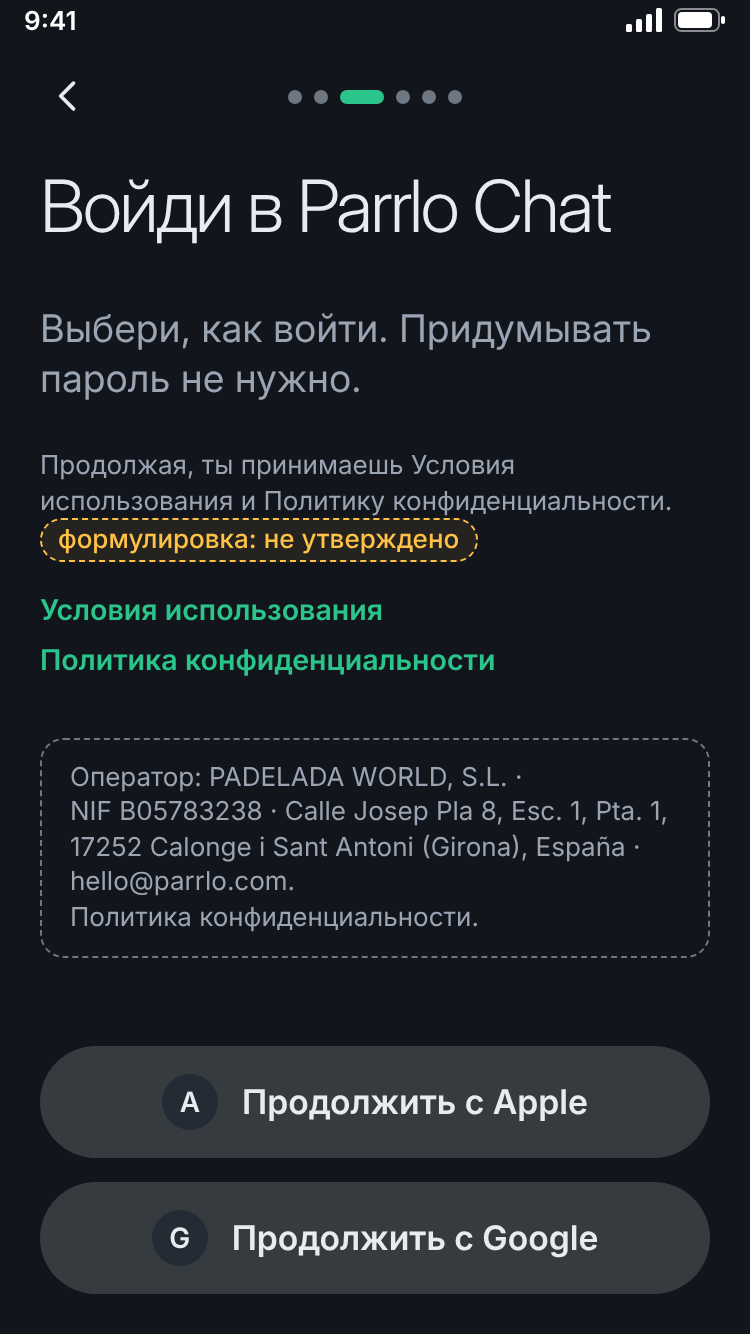 9:41
Войди в Parrlo Chat
Выбери, как войти. Придумывать
пароль не нужно.
Продолжая, ты принимаешь Условия
использования и Политику конфиденциальности.
формулировка: не утверждено
Условия использования
Политика конфиденциальности
Оператор: PADELADA WORLD, S.L. ·
NIF B05783238 · Calle Josep Pla 8, Esc. 1, Pta. 1,
17252 Calonge i Sant Antoni (Girona), España ·
hello@parrlo.com.
Политика конфиденциальности.
A Продолжить с Apple
G Продолжить с Google